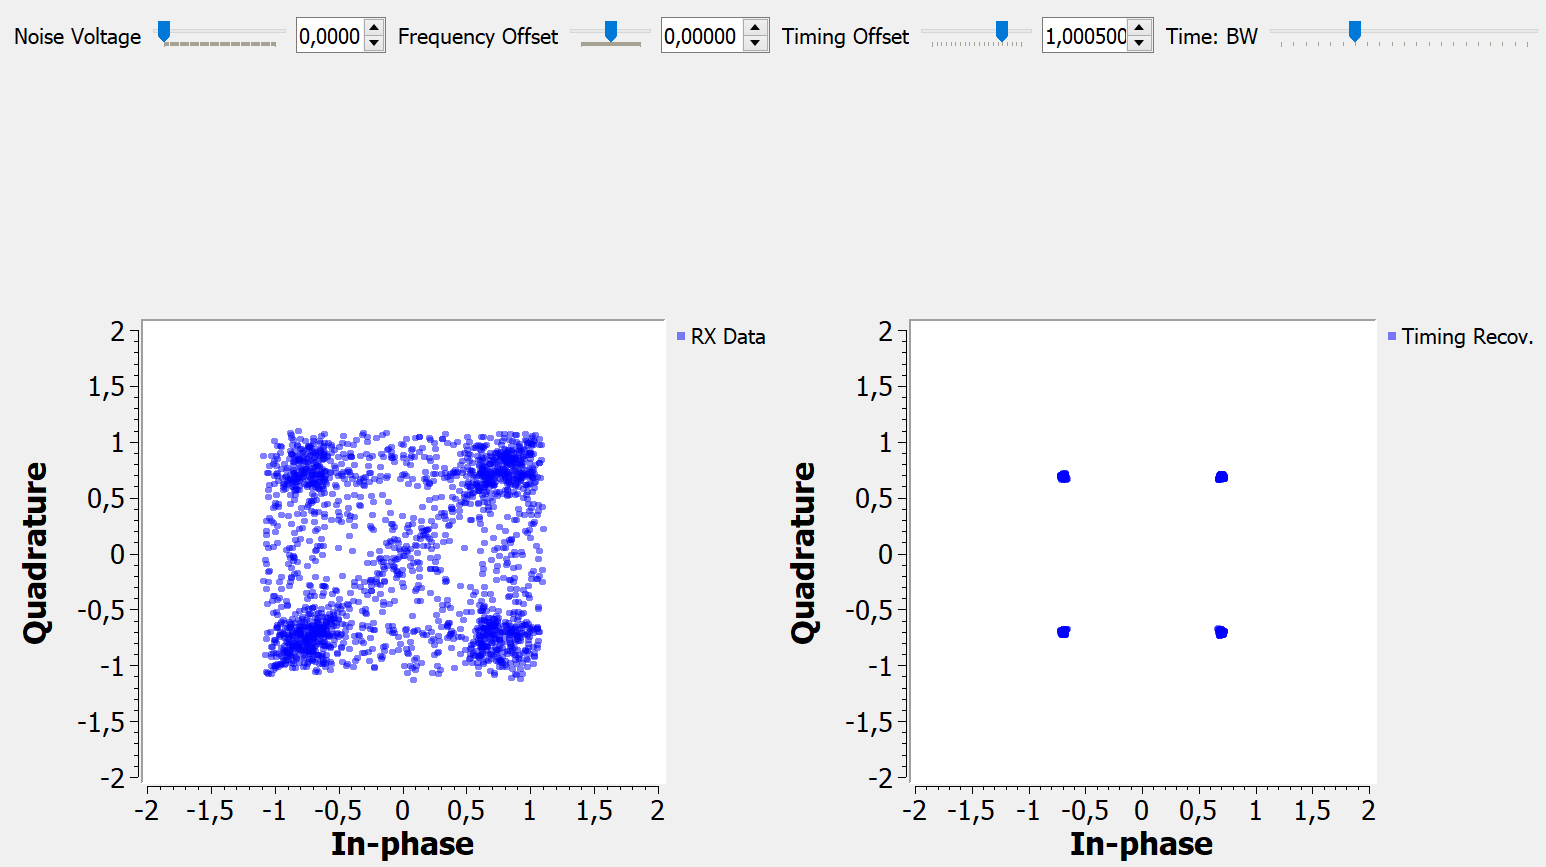 Noise Voltage 0,0000 Frequency Offset 0,00000 Timing Offset 1,000500 Time: BW
RX Data
2
1,5
1
0,5
0
-0,5
-1
-1,5
-2
Quadrature
-2 -1,5 -1 -0,5 0 0,5 1 1,5 2
In-phase
Timing Recov.
2
1,5
1
0,5
0
-0,5
-1
-1,5
-2
Quadrature
-2 -1,5 -1 -0,5 0 0,5 1 1,5 2
In-phase